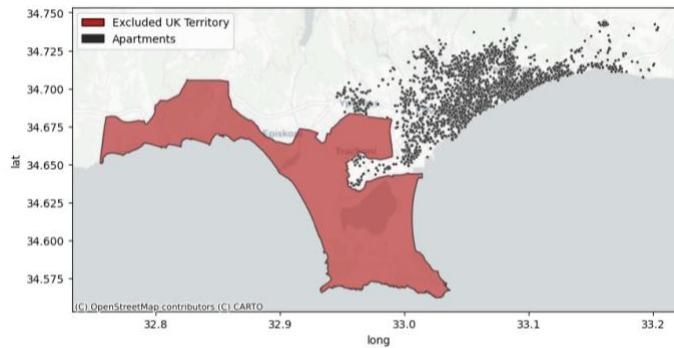 Excluded UK Territory
Apartments
34.750
34.725
34.700
34.675
34.650
34.625
34.600
34.575
lat
Episkopi
Trachoni
(C) OpenStreetMap contributors (C) CARTO
32.8
32.9
33.0
33.1
33.2
long